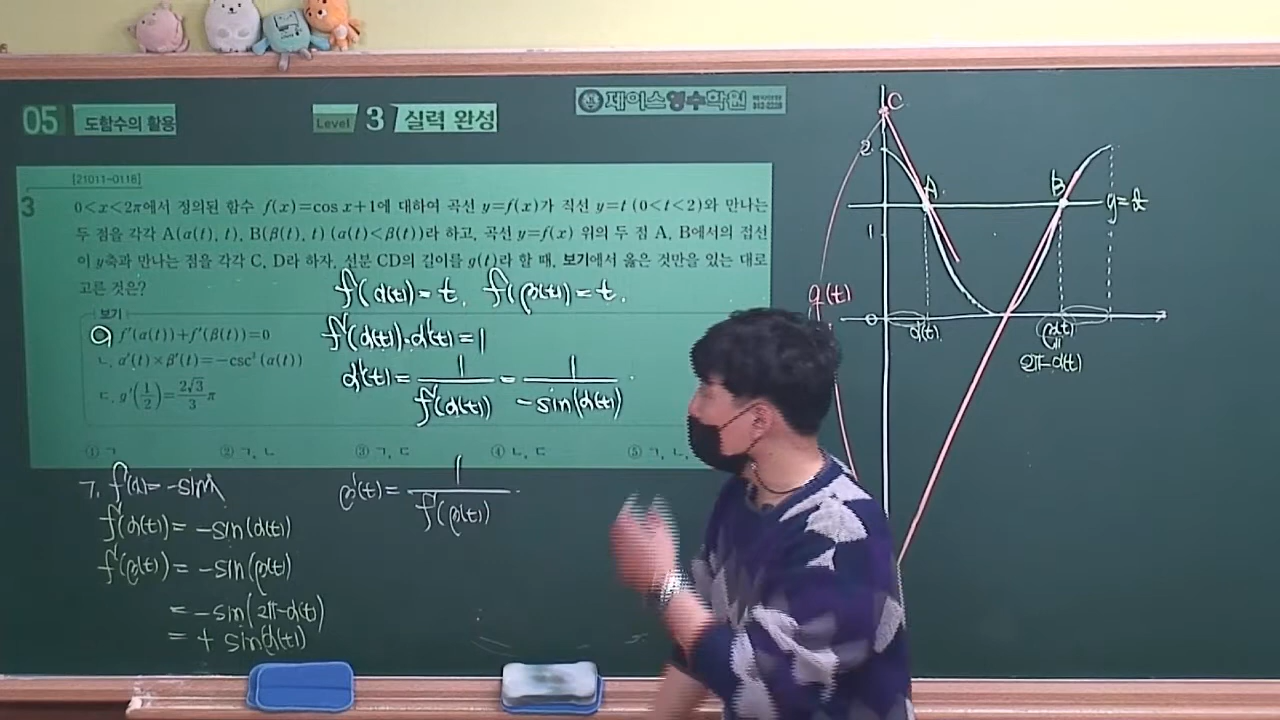 05 도함수의 활용
Level 3 실력 완성
제이스영수학원
[21011-0118]
3
0<x<2π에서 정의된 함수 f(x)=cos x+1에 대하여 곡선 y=f(x)가 직선 y=t (0<t<2)와 만나는
두 점을 각각 A(α(t), t), B(β(t), t) (α(t)<β(t))라 하고, 곡선 y=f(x) 위의 두 점 A, B에서의 접선
이 y축과 만나는 점을 각각 C, D라 하자. 선분 CD의 길이를 g(t)라 할 때, 보기에서 옳은 것만을 있는 대로
고른 것은?
보기
f'(α(t))+f'(β(t))=0
ㄴ. α'(t)×β'(t)=-csc²(α(t))
ㄷ. g'(1/2)=2√3/3 π
① ㄱ ② ㄱ, ㄴ ③ ㄱ, ㄷ ④ ㄴ, ㄷ ⑤ ㄱ, ㄴ,
f(α(t))=t. f(β(t))=t.
f'(α(t))·α'(t)=1
α'(t)=1/f'(α(t))=1/-sin(α(t))
β'(t)=1/f'(β(t))
ㄱ. f'(x)=-sinx
f'(α(t))=-sin(α(t))
f'(β(t))=-sin(β(t))
=-sin(2π-α(t))
=+sin(α(t))
C
2
A
B
y=t
1
g(t)
0
α(t)
β(t)
=
2π-α(t)